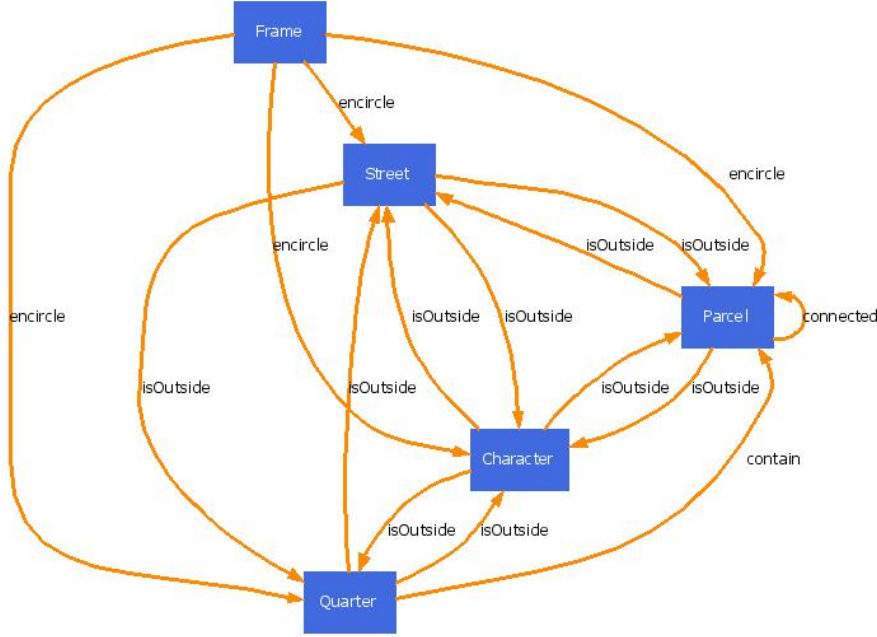 Frame
encircle
Street
encircle
encircle
isOutside
isOutside
Parcel
encircle
isOutside
isOutside
connected
isOutside
isOutside
isOutside
isOutside
Character
contain
isOutside
isOutside
Quarter